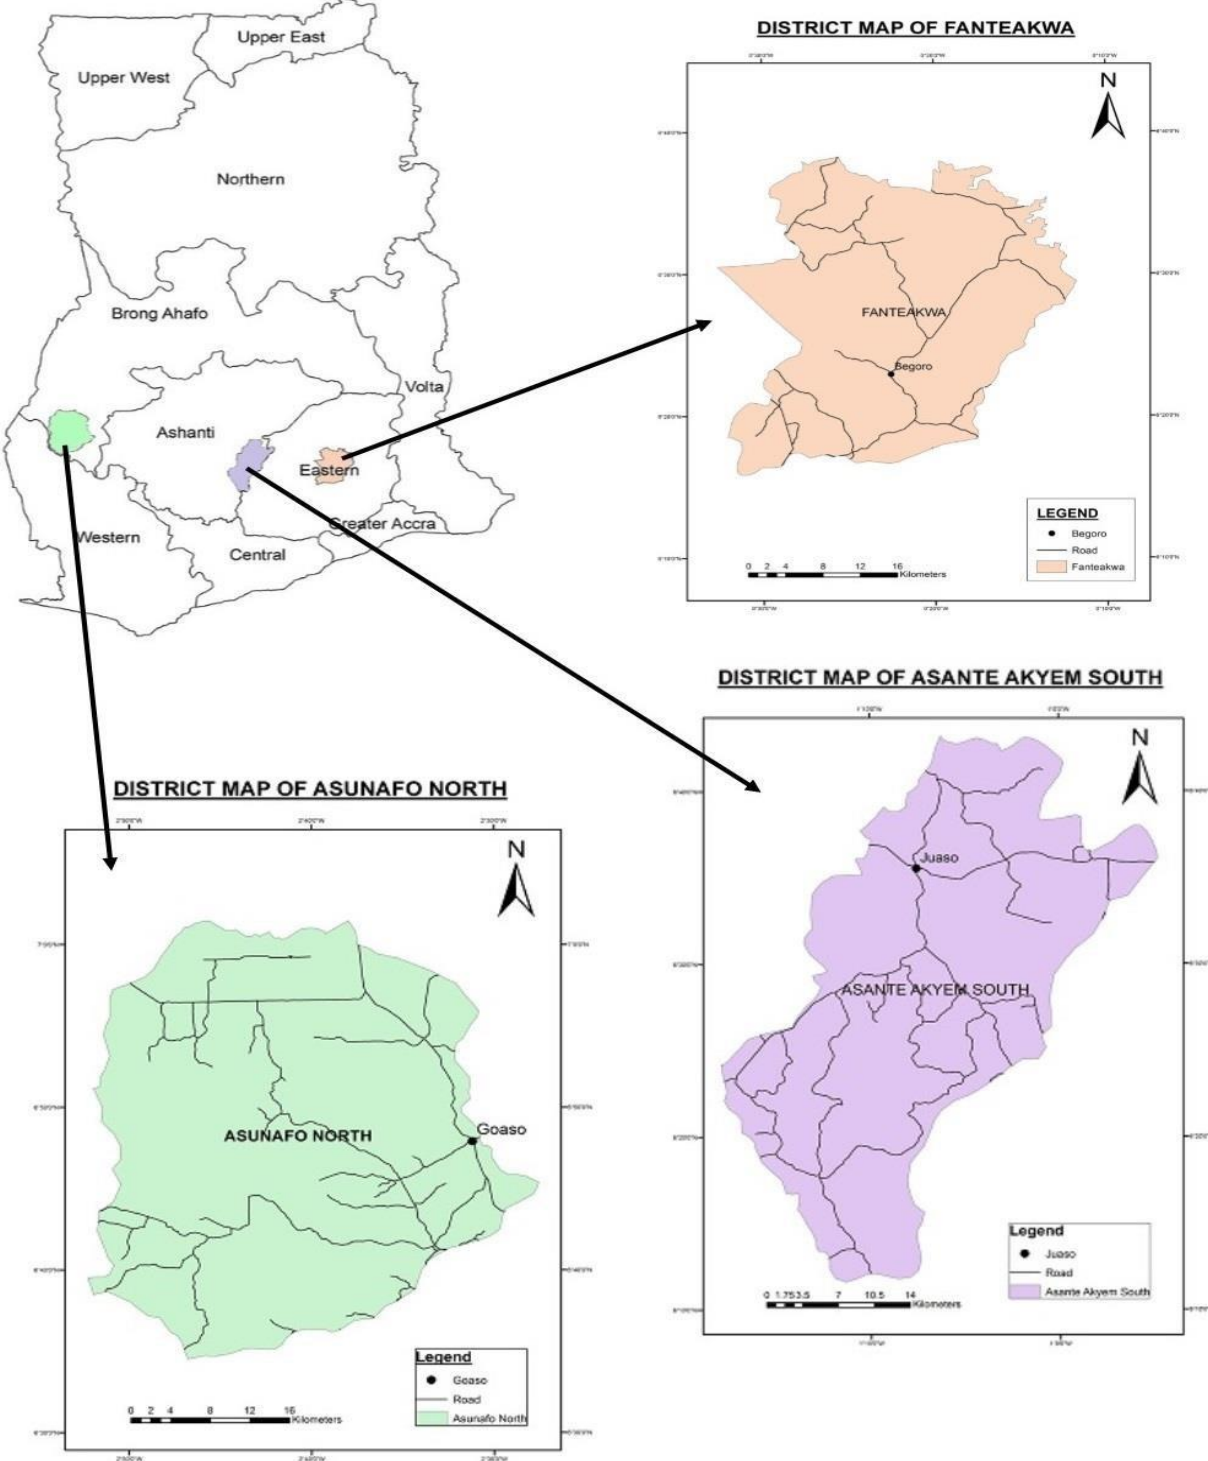 Upper East
Upper West
Northern
Brong Ahafo
Volta
Ashanti
Eastern
Greater Accra
Western
Central
DISTRICT MAP OF FANTEAKWA
N
FANTEAKWA
Begoro
LEGEND
Begoro
Road
Fanteakwa
0 2 4 8 12 16
Kilometers
DISTRICT MAP OF ASANTE AKYEM SOUTH
N
Juaso
ASANTE AKYEM SOUTH
Legend
Juaso
Road
Asante Akyem South
0 1.75 3.5 7 10.5 14
Kilometers
DISTRICT MAP OF ASUNAFO NORTH
N
Goaso
ASUNAFO NORTH
Legend
Goaso
Road
Asunafo North
0 2 4 8 12 16
Kilometers